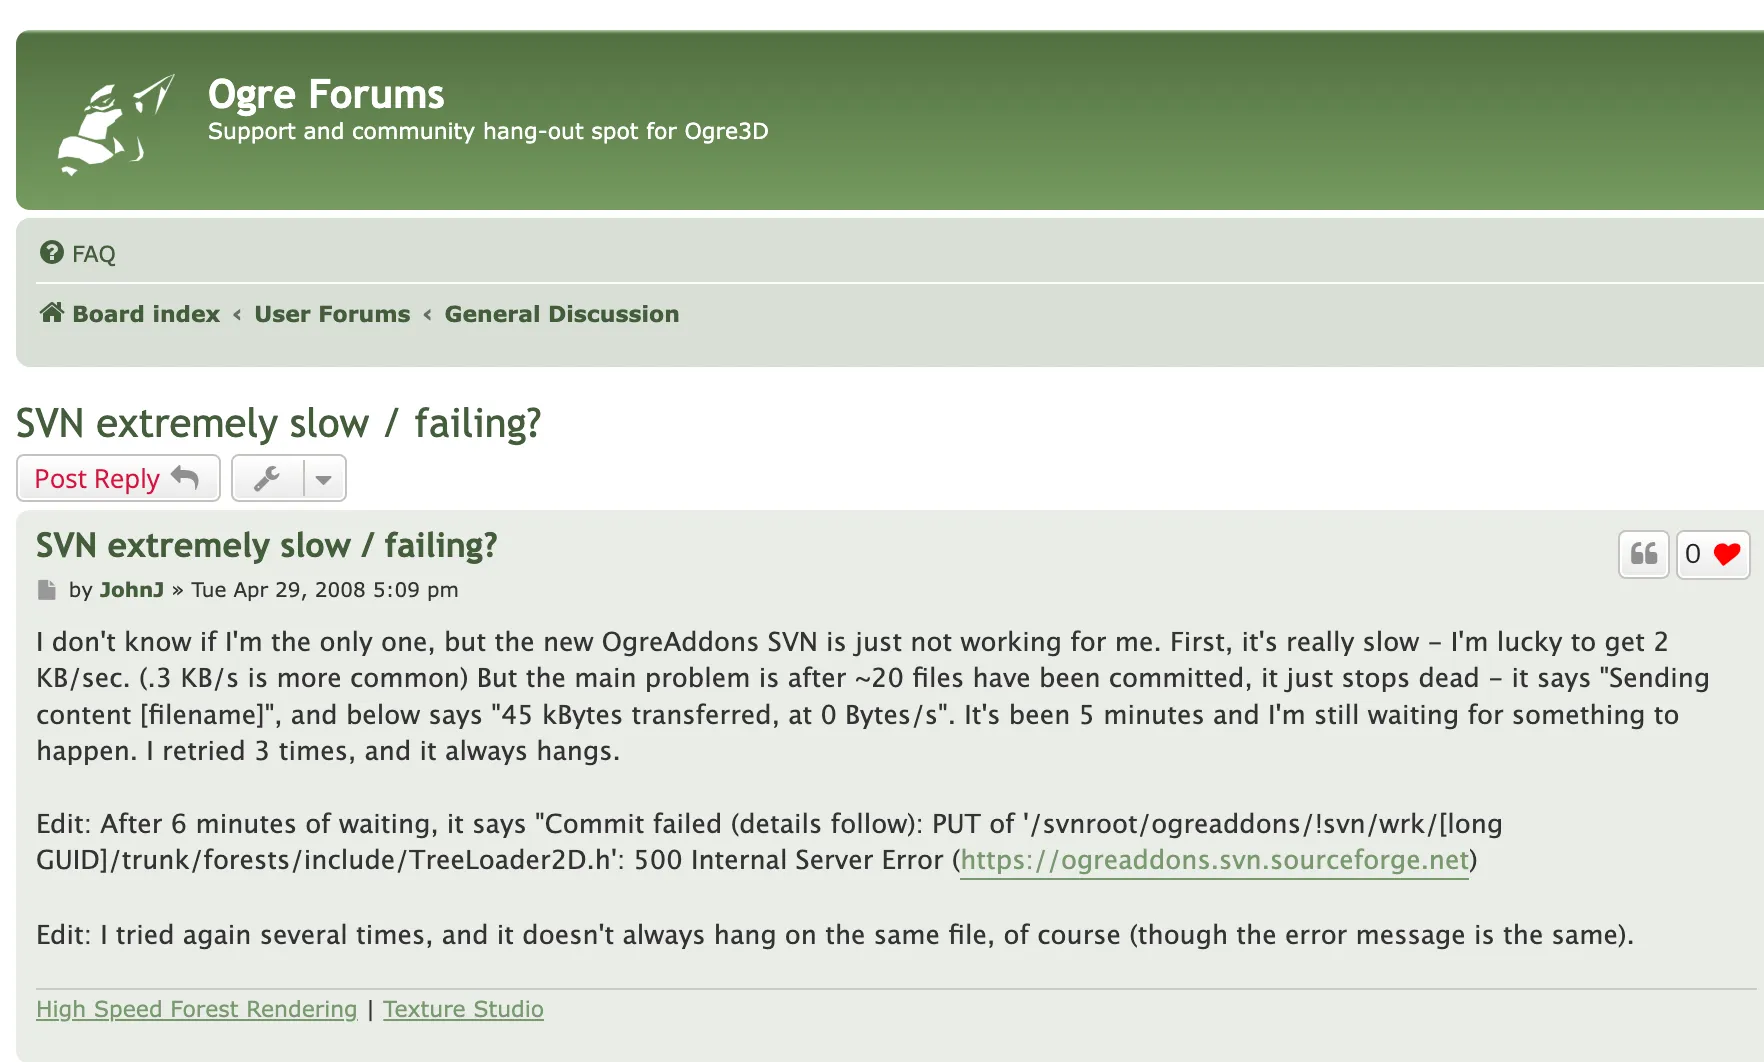 Ogre Forums
Support and community hang-out spot for Ogre3D
FAQ
Board index ‹ User Forums ‹ General Discussion
SVN extremely slow / failing?
Post Reply
SVN extremely slow / failing?
0
by JohnJ » Tue Apr 29, 2008 5:09 pm
I don't know if I'm the only one, but the new OgreAddons SVN is just not working for me. First, it's really slow – I'm lucky to get 2
KB/sec. (.3 KB/s is more common) But the main problem is after ~20 files have been committed, it just stops dead – it says "Sending
content [filename]", and below says "45 kBytes transferred, at 0 Bytes/s". It's been 5 minutes and I'm still waiting for something to
happen. I retried 3 times, and it always hangs.
Edit: After 6 minutes of waiting, it says "Commit failed (details follow): PUT of '/svnroot/ogreaddons/!svn/wrk/[long
GUID]/trunk/forests/include/TreeLoader2D.h': 500 Internal Server Error (https://ogreaddons.svn.sourceforge.net)
Edit: I tried again several times, and it doesn't always hang on the same file, of course (though the error message is the same).
High Speed Forest Rendering | Texture Studio